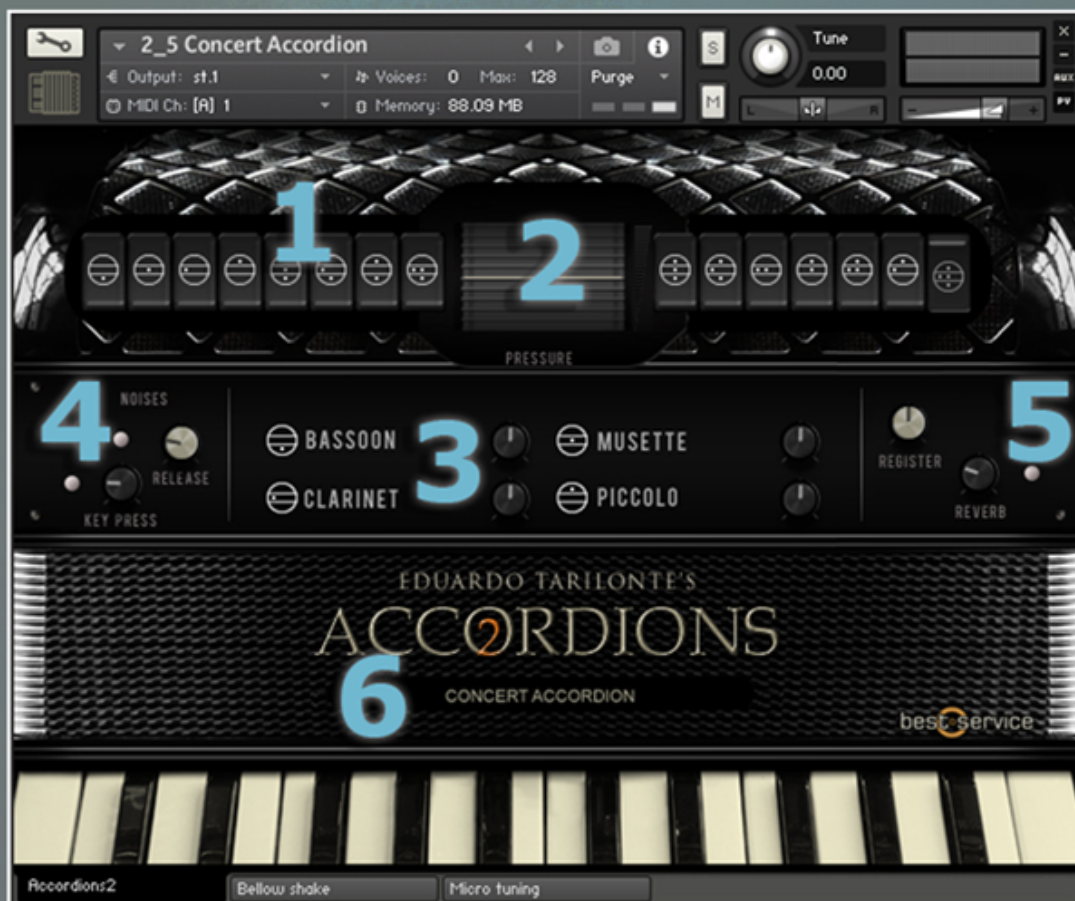 2_5 Concert Accordion
Output: st.1 Voices: 0 Max: 128 Purge
MIDI Ch: [A] 1 Memory: 88.09 MB
S
M
Tune
0.00
L R
- +
×
-
AUX
PV
1
2
PRESSURE
4
NOISES
RELEASE
KEY PRESS
BASSOON
3
MUSETTE
CLARINET
PICCOLO
5
REGISTER
REVERB
EDUARDO TARILONTE'S
ACCORDIONS
2
6
CONCERT ACCORDION
best service
Accordions2 Bellow shake Micro tuning